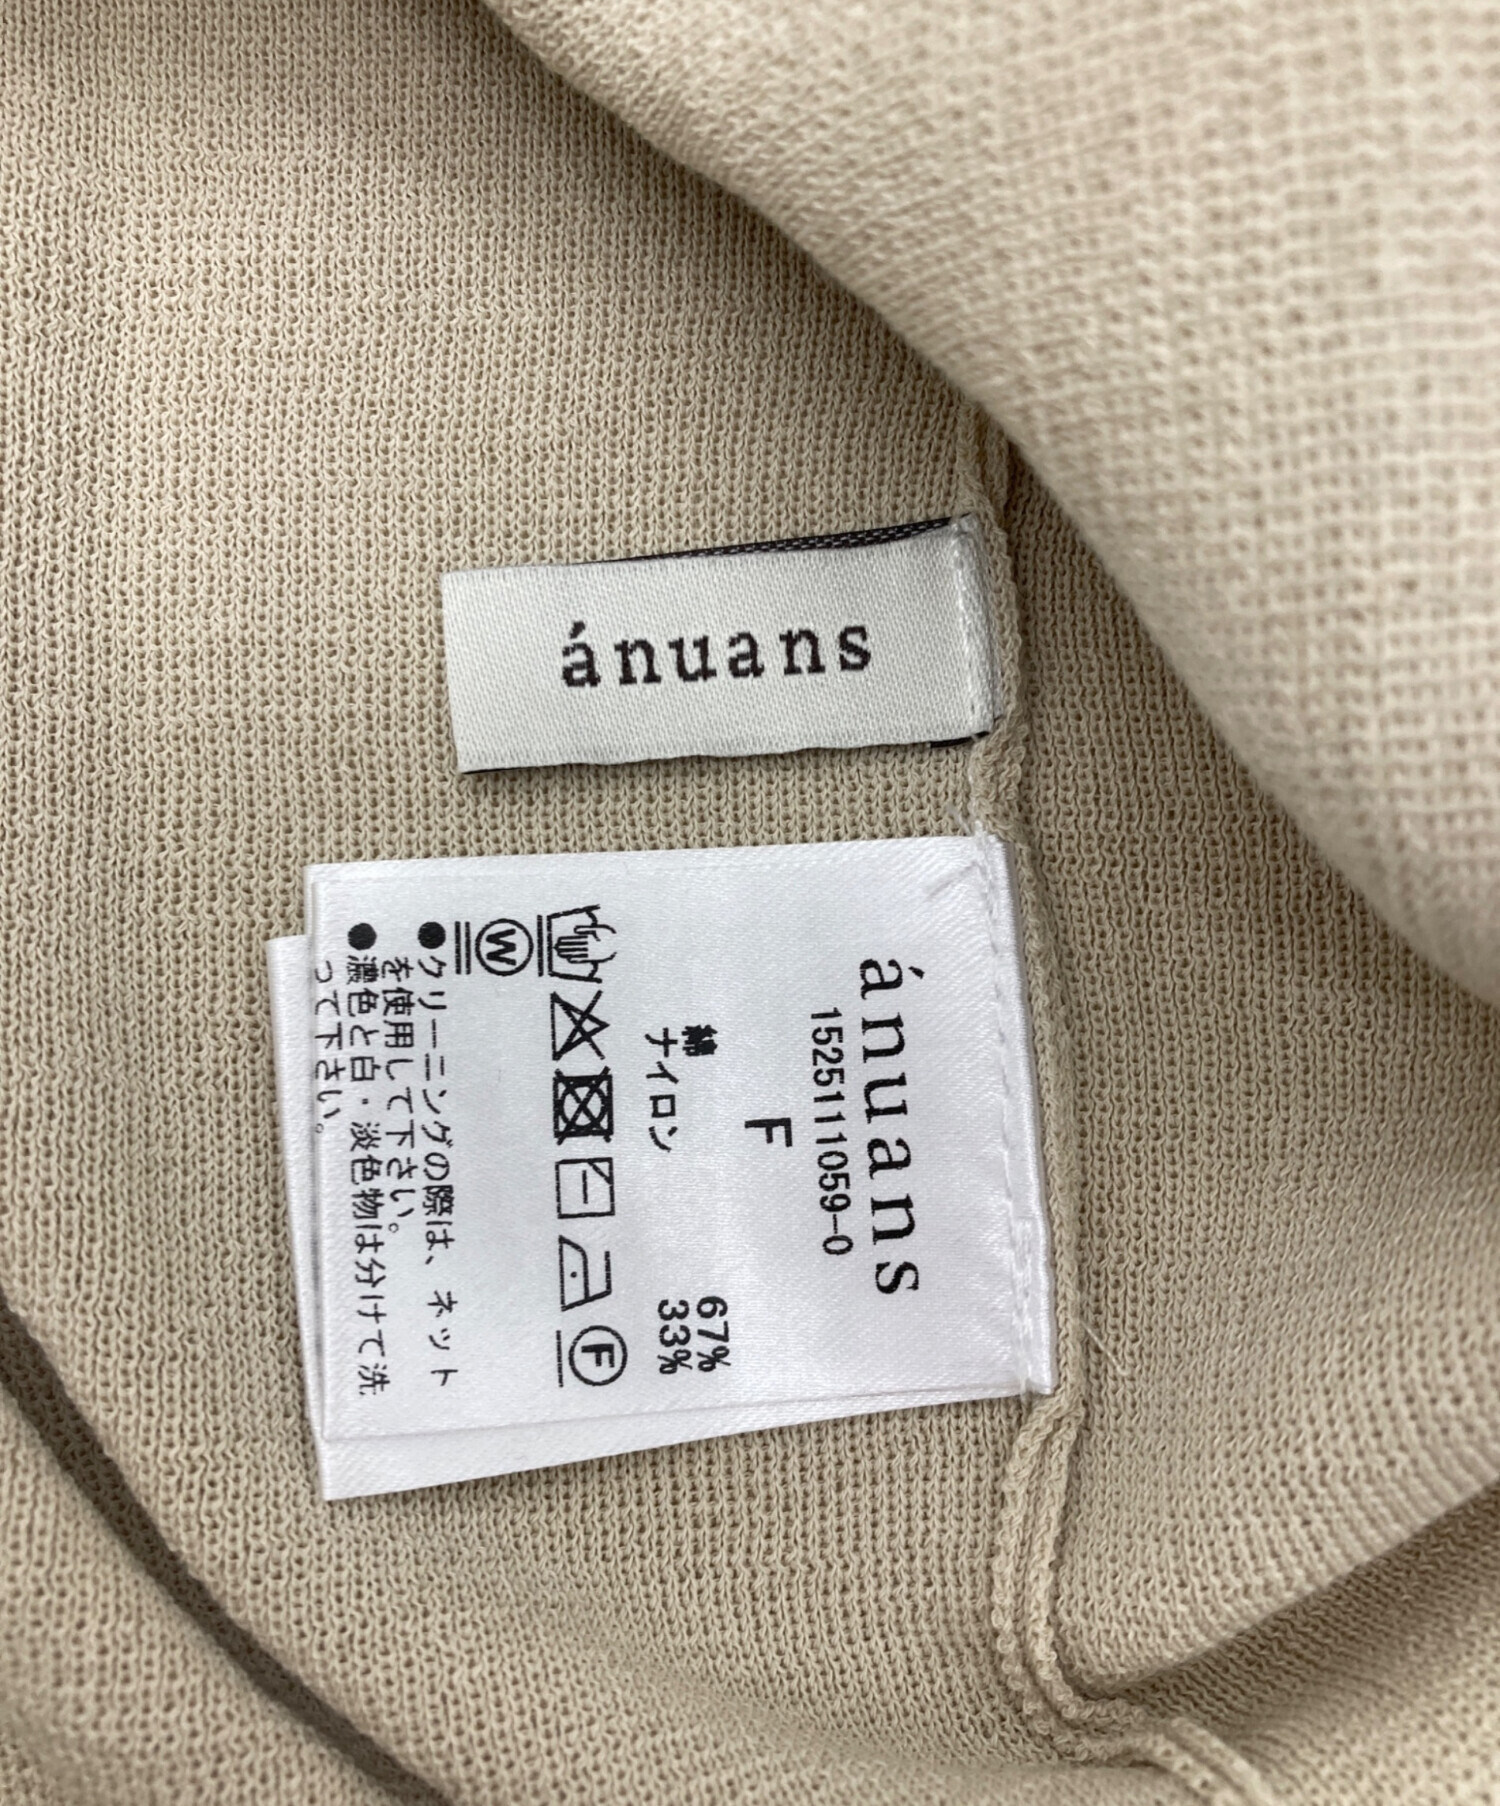 ánuans
ánuans
1525111059-0
F
綿 67%
ナイロン 33%
F
W
●クリーニングの際は、ネット
を使用して下さい。
●濃色と白・淡色物は分けて洗
って下さい。